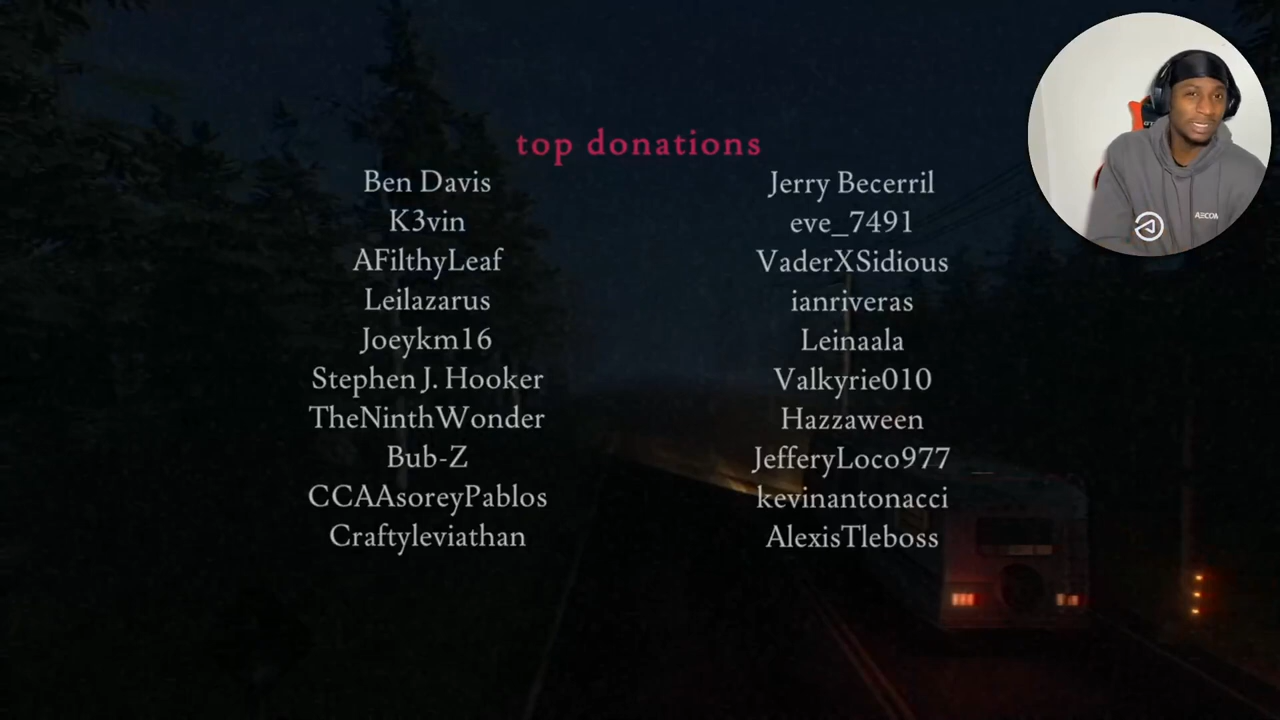 top donations
Ben Davis
K3vin
AFilthyLeaf
Leilazarus
Joeykm16
Stephen J. Hooker
TheNinthWonder
Bub-Z
CCAAsoreyPablos
Craftyleviathan
Jerry Becerril
eve_7491
VaderXSidious
ianriveras
Leinaala
Valkyrie010
Hazzaween
JefferyLoco977
kevinantonacci
AlexisTleboss